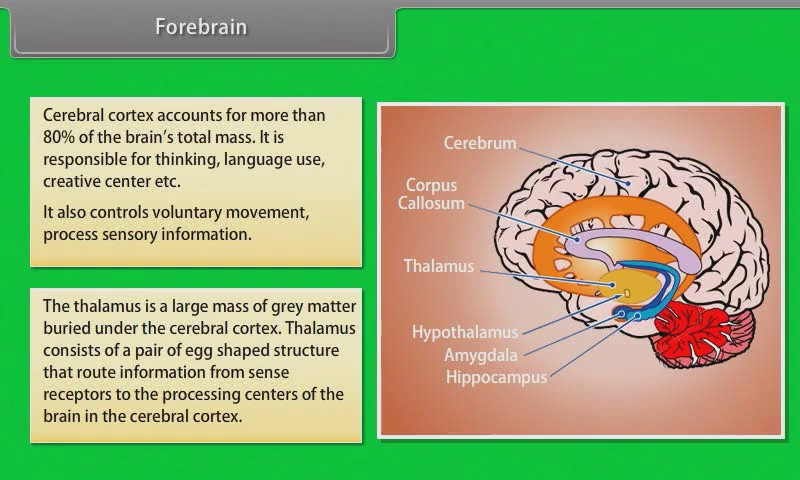 Forebrain
Cerebral cortex accounts for more than
80% of the brain's total mass. It is
responsible for thinking, language use,
creative center etc.
It also controls voluntary movement,
process sensory information.
The thalamus is a large mass of grey matter
buried under the cerebral cortex. Thalamus
consists of a pair of egg shaped structure
that route information from sense
receptors to the processing centers of the
brain in the cerebral cortex.
Cerebrum
Corpus
Callosum
Thalamus
Hypothalamus
Amygdala
Hippocampus